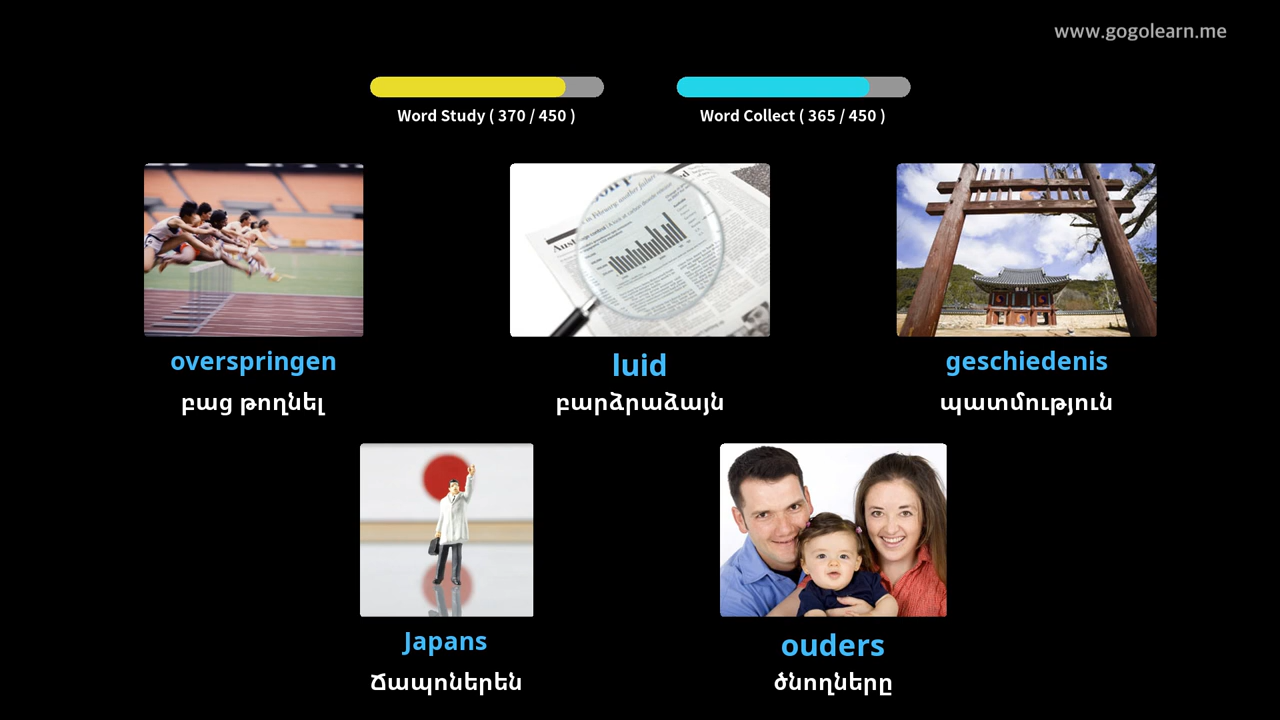 www.gogolearn.me
Word Study ( 370 / 450 )
Word Collect ( 365 / 450 )
overspringen
բաց թողնել
luid
բարձրաձայն
geschiedenis
պատմություն
Japans
Ճապոներեն
ouders
ծնողները